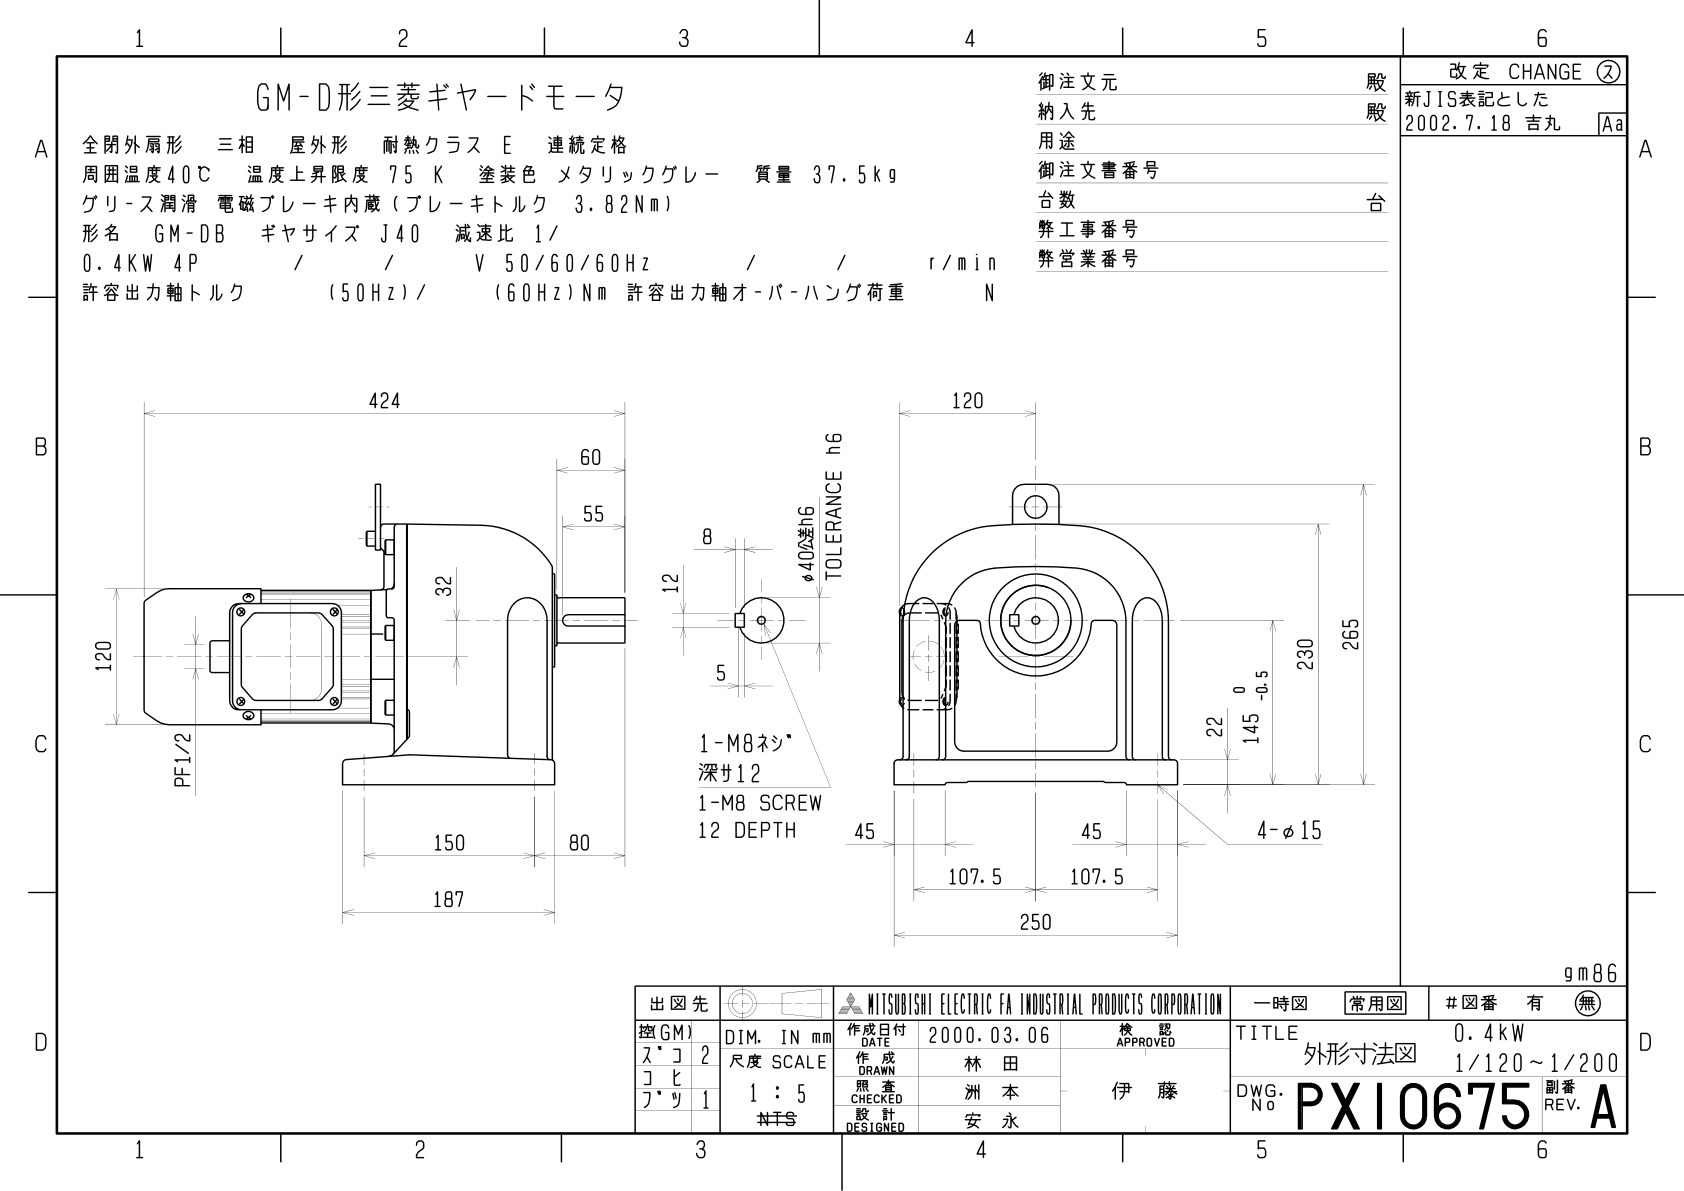 1 2 3 4 5 6
A
B
C
D
GM-D形三菱ギヤードモータ
全閉外扇形 三相 屋外形 耐熱クラス E 連続定格
周囲温度40℃ 温度上昇限度 75 K 塗装色 メタリックグレー 質量 37.5kg
グリース潤滑 電磁ブレーキ内蔵(ブレーキトルク 3.82Nm)
形名 GM-DB ギヤサイズ J40 減速比 1/
0.4KW 4P / / V 50/60/60Hz / / r/min
許容出力軸トルク (50Hz)/ (60Hz)Nm 許容出力軸オーバーハング荷重 N
御注文元 殿
納入先 殿
用途
御注文書番号
台数 台
弊工事番号
弊営業番号
改定 CHANGE ス
新JIS表記とした
2002.7.18 吉丸 Aa
A
B
C
D
424
60
55
32
120
PF1/2
150
80
187
8
12
5
φ40公差h6
TOLERANCE h6
1-M8ネジ
深サ12
1-M8 SCREW
12 DEPTH
120
265
230
145 0 -0.5
22
45
45
4-φ15
107.5
107.5
250
gm86
出図先
控(GM)
ズコ 2
コヒ
ブツ 1
DIM. IN mm
尺度 SCALE
1 : 5
NTS
MITSUBISHI ELECTRIC FA INDUSTRIAL PRODUCTS CORPORATION
作成日付 DATE 2000.03.06
検認 APPROVED
作成 DRAWN 林田
照査 CHECKED 洲本
伊藤
設計 DESIGNED 安永
一時図 常用図 #図番 有 無
TITLE 外形寸法図
0.4kW
1/120~1/200
DWG. No PX10675
副番 REV. A
1 2 3 4 5 6